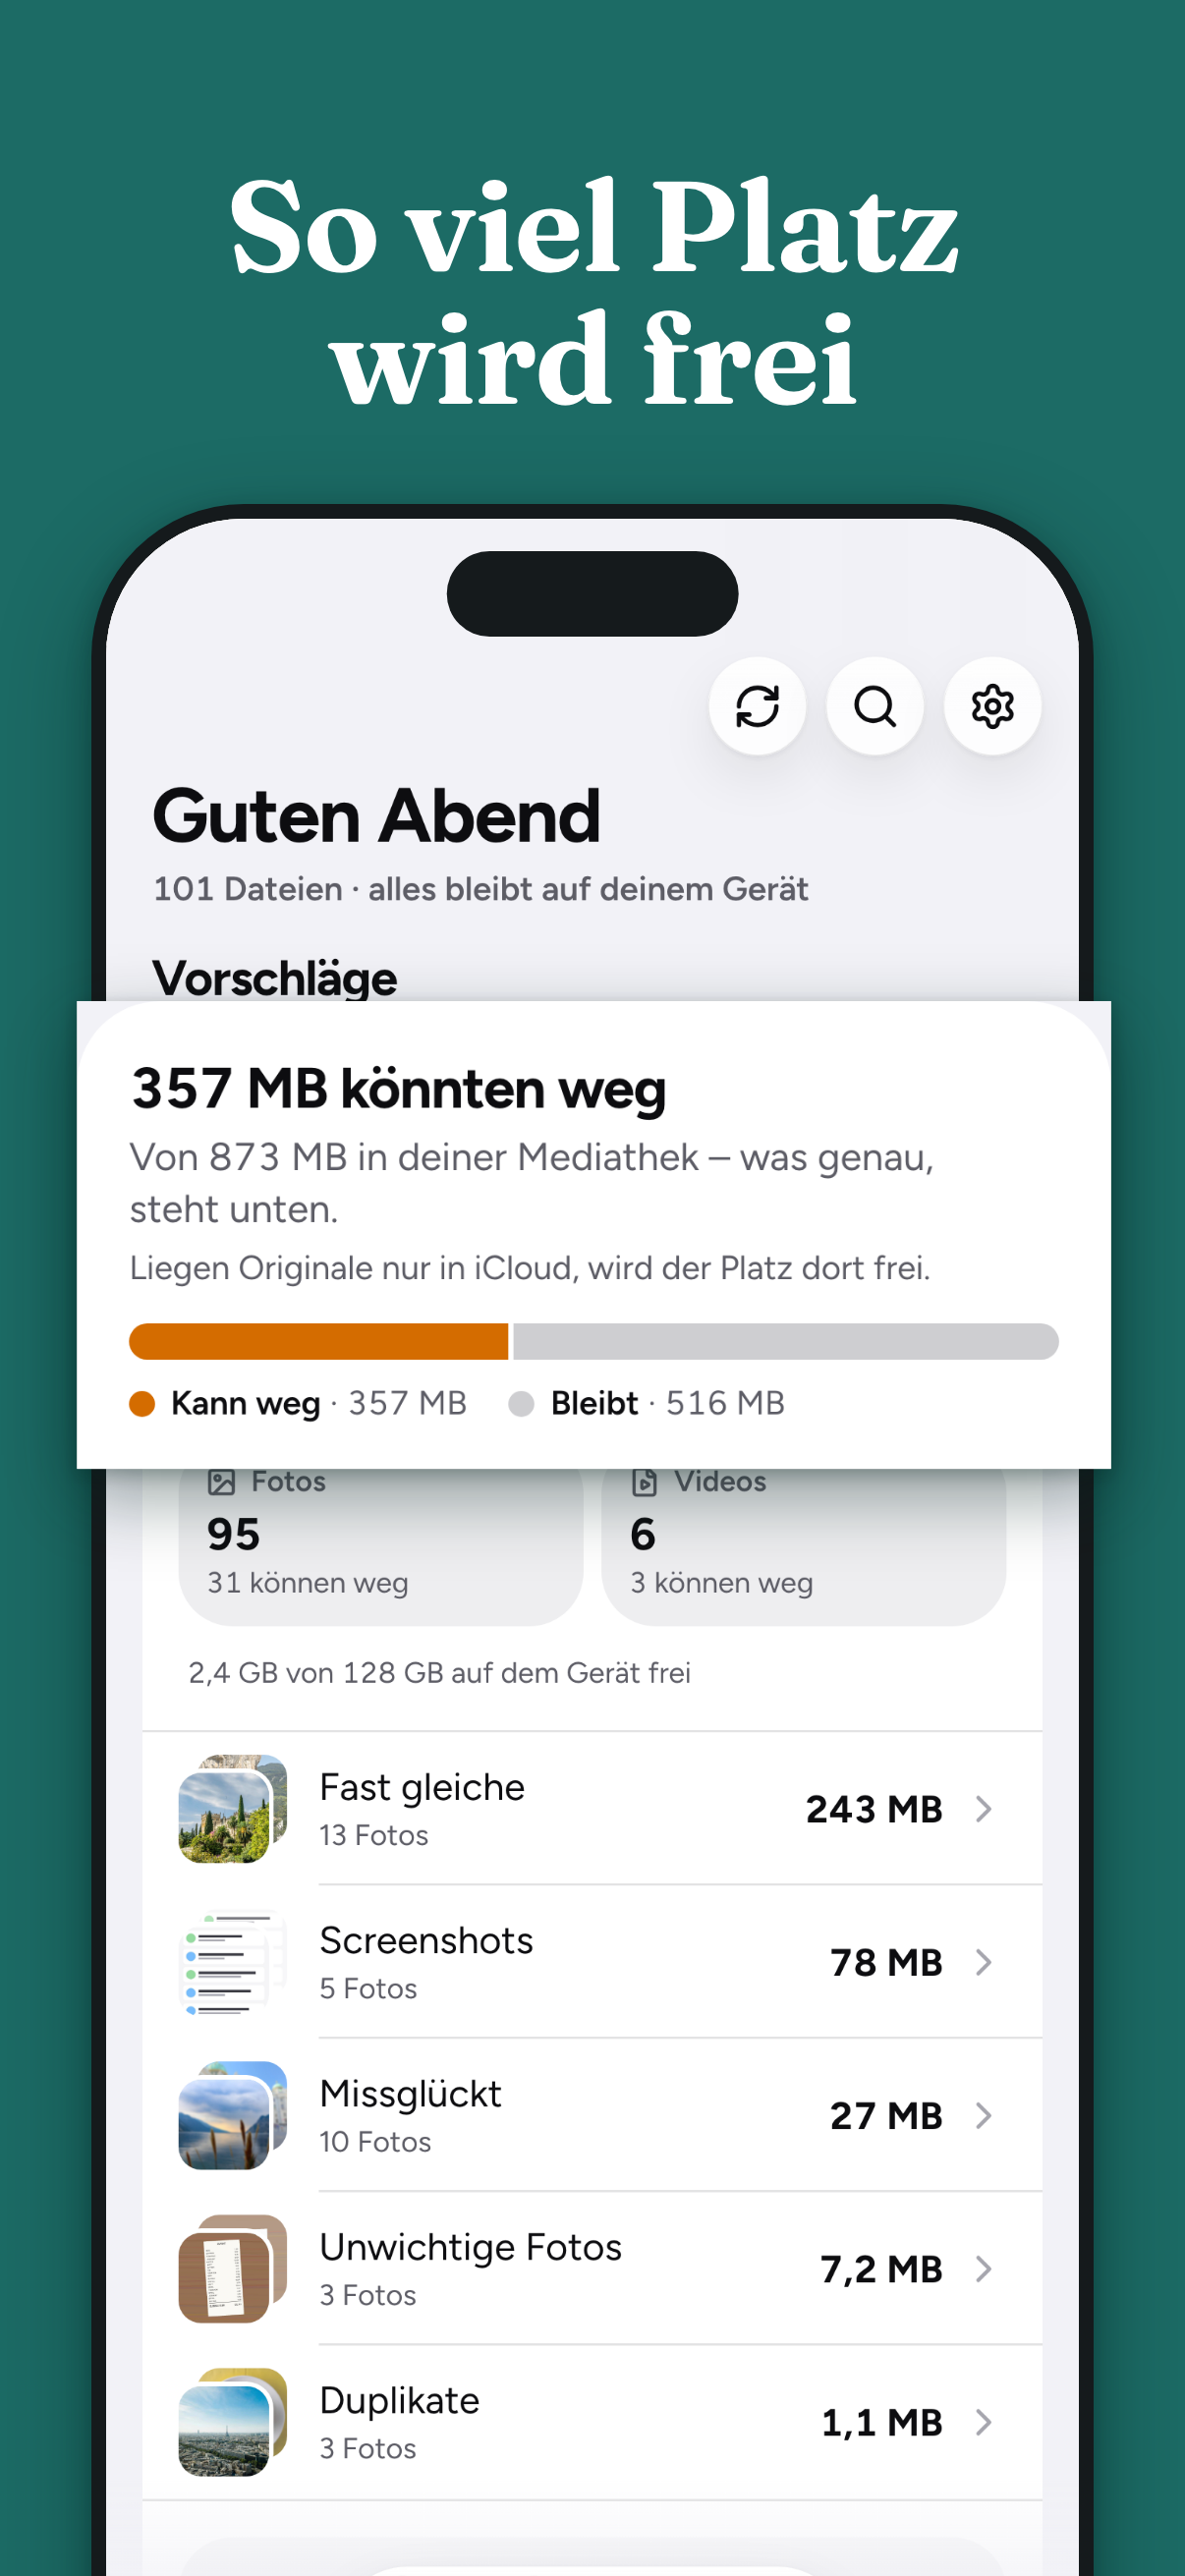 So viel Platz
wird frei
Guten Abend
101 Dateien · alles bleibt auf deinem Gerät
Vorschläge
357 MB könnten weg
Von 873 MB in deiner Mediathek – was genau,
steht unten.
Liegen Originale nur in iCloud, wird der Platz dort frei.
Kann weg · 357 MB Bleibt · 516 MB
Fotos Videos
95 6
31 können weg 3 können weg
2,4 GB von 128 GB auf dem Gerät frei
Fast gleiche
13 Fotos
243 MB
Screenshots
5 Fotos
78 MB
Missglückt
10 Fotos
27 MB
Unwichtige Fotos
3 Fotos
7,2 MB
Duplikate
3 Fotos
1,1 MB